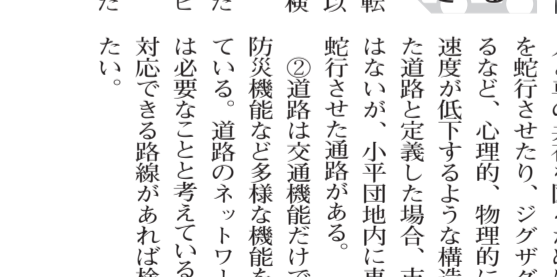 を蛇行させたり、ジグザグ
るなど、心理的、物理的に
速度が低下するような構造
た道路と定義した場合、市
はないが、小平団地内に車
蛇行させた通路がある。
②道路は交通機能だけで
防災機能など多様な機能を
ている。道路のネットワー
は必要なことと考えている
対応できる路線があれば検
たい。